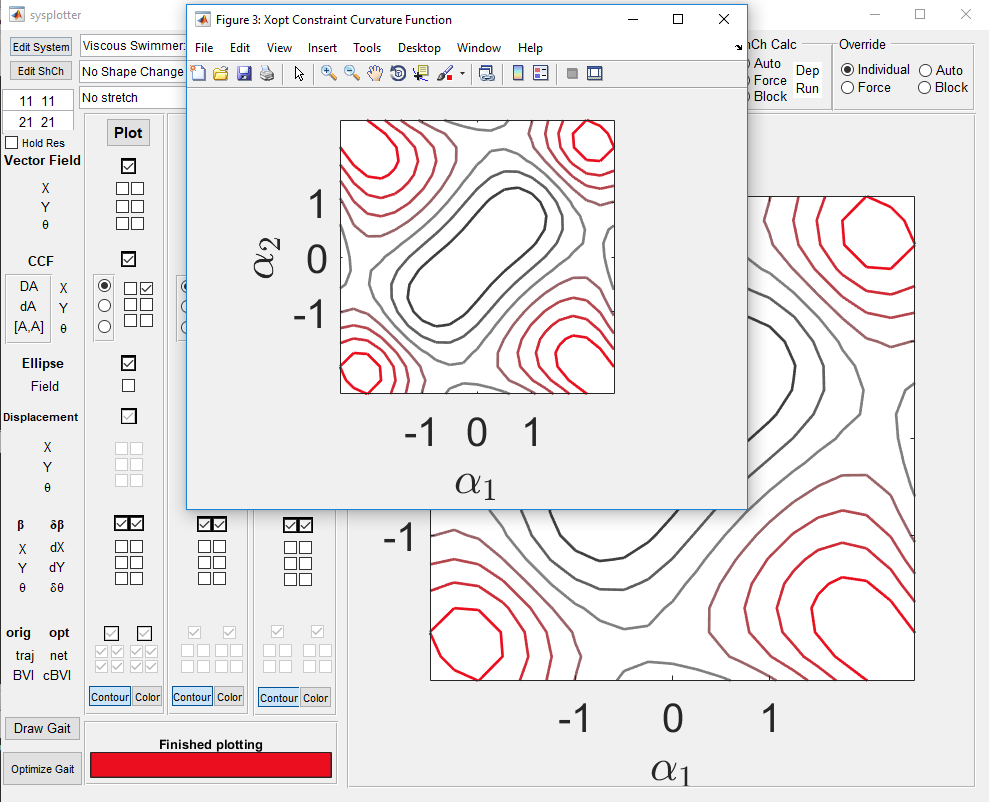 sysplotter
Figure 3: Xopt Constraint Curvature Function
File Edit View Insert Tools Desktop Window Help
Edit System
Viscous Swimmer:
Edit ShCh
No Shape Change
No stretch
11 11
21 21
Hold Res
Plot
Vector Field
X
Y
θ
CCF
DA X
dA Y
[A,A] θ
Ellipse
Field
Displacement
X
Y
θ
β δβ
X dX
Y dY
θ δθ
orig opt
traj net
BVI cBVI
Contour Color
Contour Color
Contour Color
Draw Gait
Optimize Gait
Finished plotting
Ch Calc
Auto
Force
Block
Dep
Run
Override
Individual Auto
Force Block
α2
1
0
-1
-1 0 1
α1
-1
-1 0 1
α1